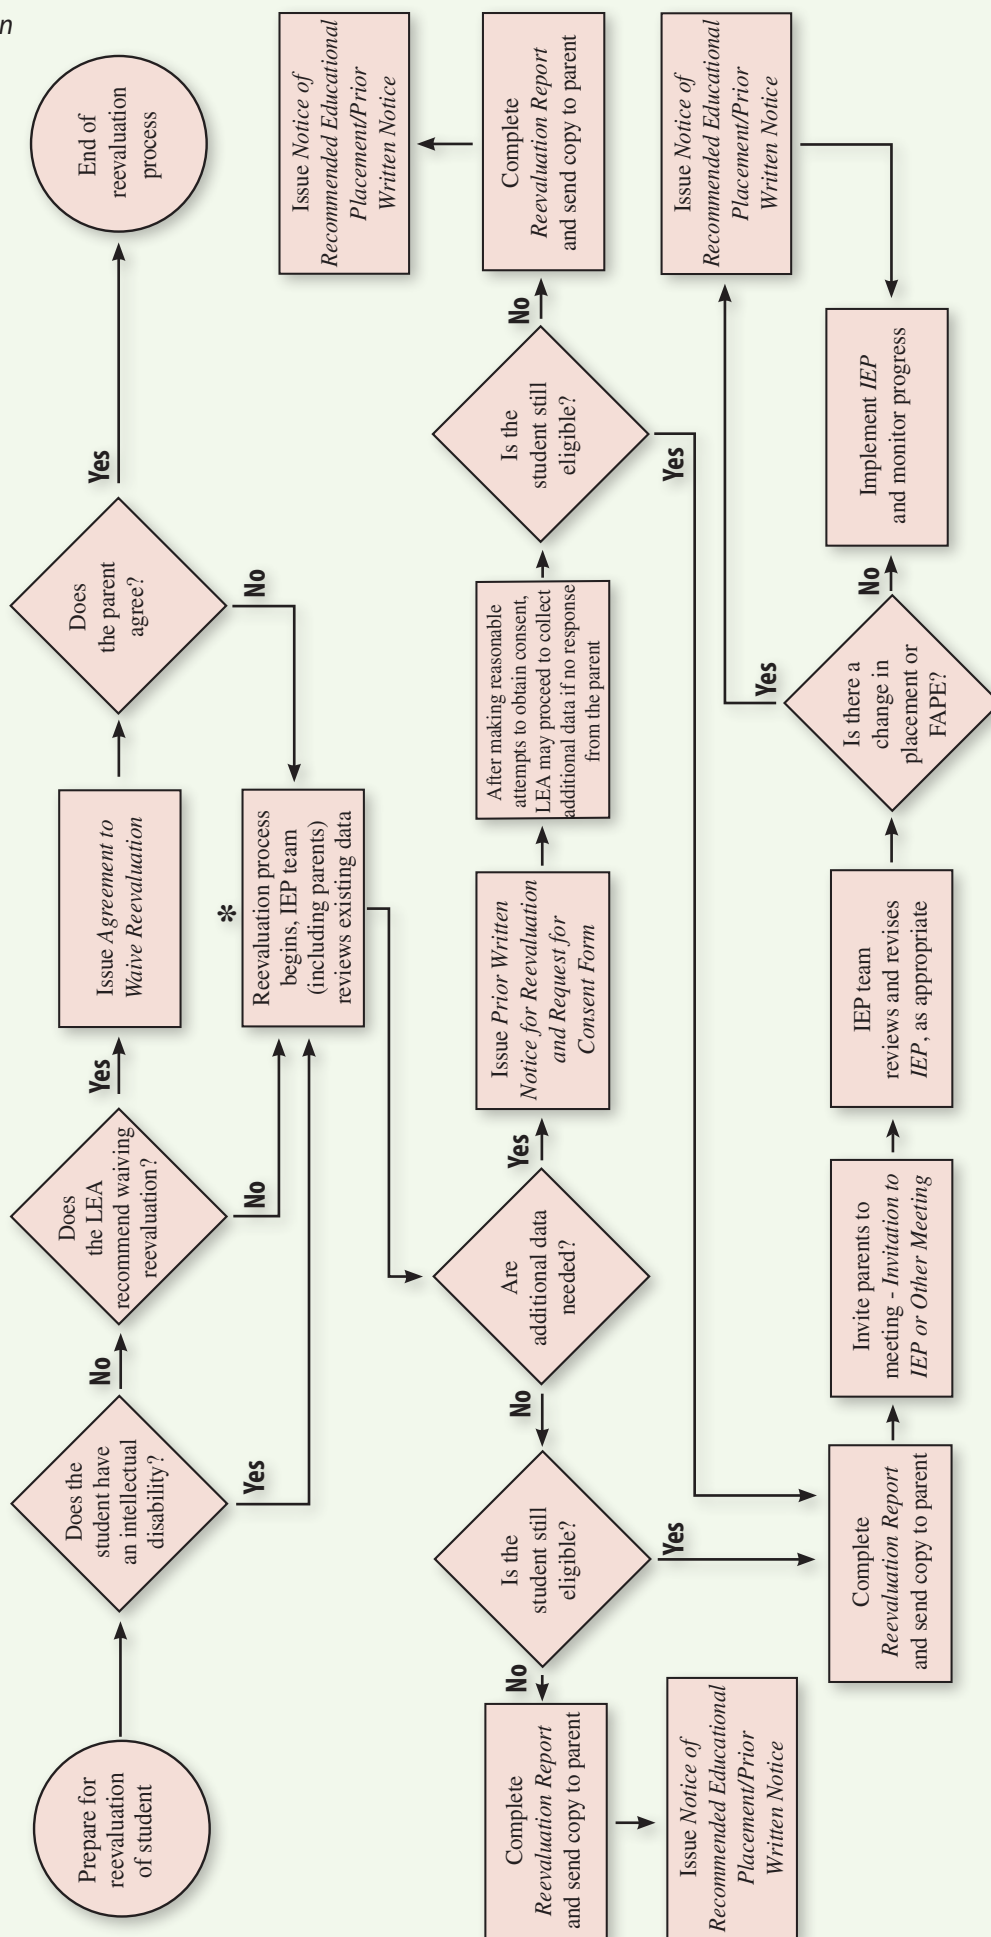 n
Prepare for
reevaluation
of student
Does the
student have
an intellectual
disability?
No
Yes
Does
the LEA
recommend waiving
reevaluation?
Yes
No
Issue Agreement to
Waive Reevaluation
Does
the parent
agree?
Yes
No
End of
reevaluation
process
*
Reevaluation process
begins, IEP team
(including parents)
reviews existing data
Are
additional data
needed?
No
Yes
Issue Prior Written
Notice for Reevaluation
and Request for
Consent Form
After making reasonable
attempts to obtain consent,
LEA may proceed to collect
additional data if no response
from the parent
Is the
student still
eligible?
No
Yes
Complete
Reevaluation Report
and send copy to parent
Issue Notice of
Recommended Educational
Placement/Prior
Written Notice
Is the
student still
eligible?
No
Yes
Complete
Reevaluation Report
and send copy to parent
Issue Notice of
Recommended Educational
Placement/Prior
Written Notice
Complete
Reevaluation Report
and send copy to parent
Invite parents to
meeting - Invitation to
IEP or Other Meeting
IEP team
reviews and revises
IEP, as appropriate
Is there a
change in
placement or
FAPE?
Yes
No
Issue Notice of
Recommended Educational
Placement/Prior
Written Notice
Implement IEP
and monitor progress